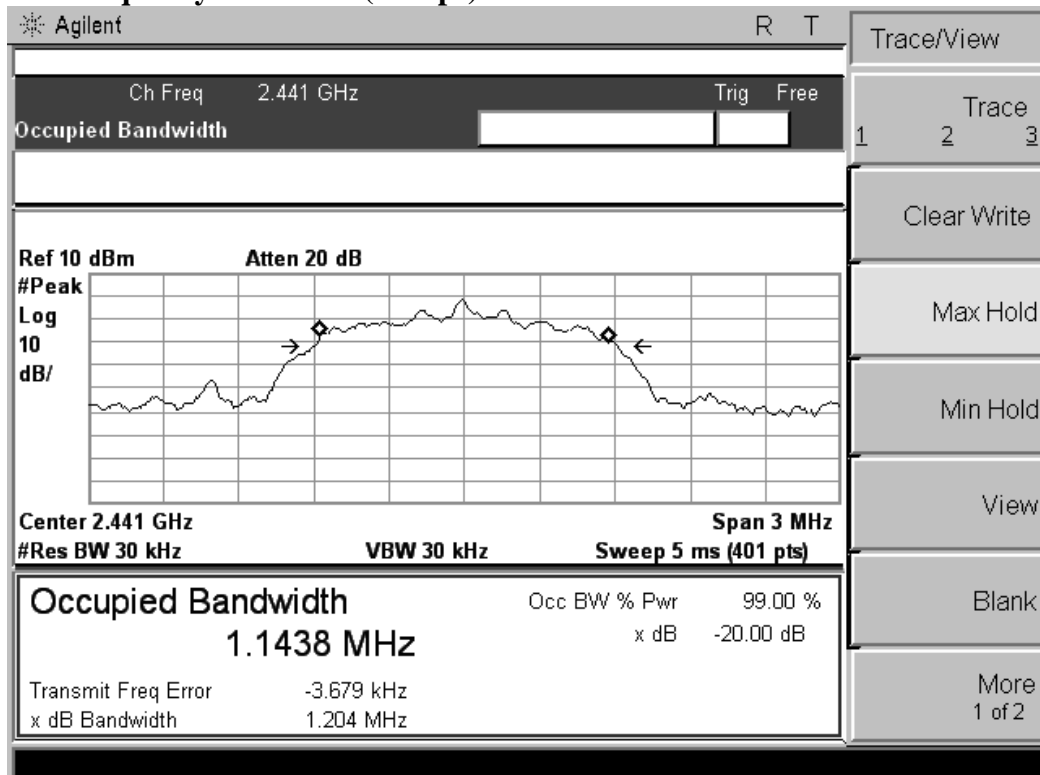 Agilent R T
Trace/View
Ch Freq 2.441 GHz Trig Free
Occupied Bandwidth
Trace
1 2 3
Clear Write
Ref 10 dBm Atten 20 dB
#Peak
Log
10
dB/
Max Hold
Min Hold
Center 2.441 GHz Span 3 MHz
#Res BW 30 kHz VBW 30 kHz Sweep 5 ms (401 pts)
View
Occupied Bandwidth
1.1438 MHz
Occ BW % Pwr 99.00 %
x dB -20.00 dB
Transmit Freq Error -3.679 kHz
x dB Bandwidth 1.204 MHz
Blank
More
1 of 2